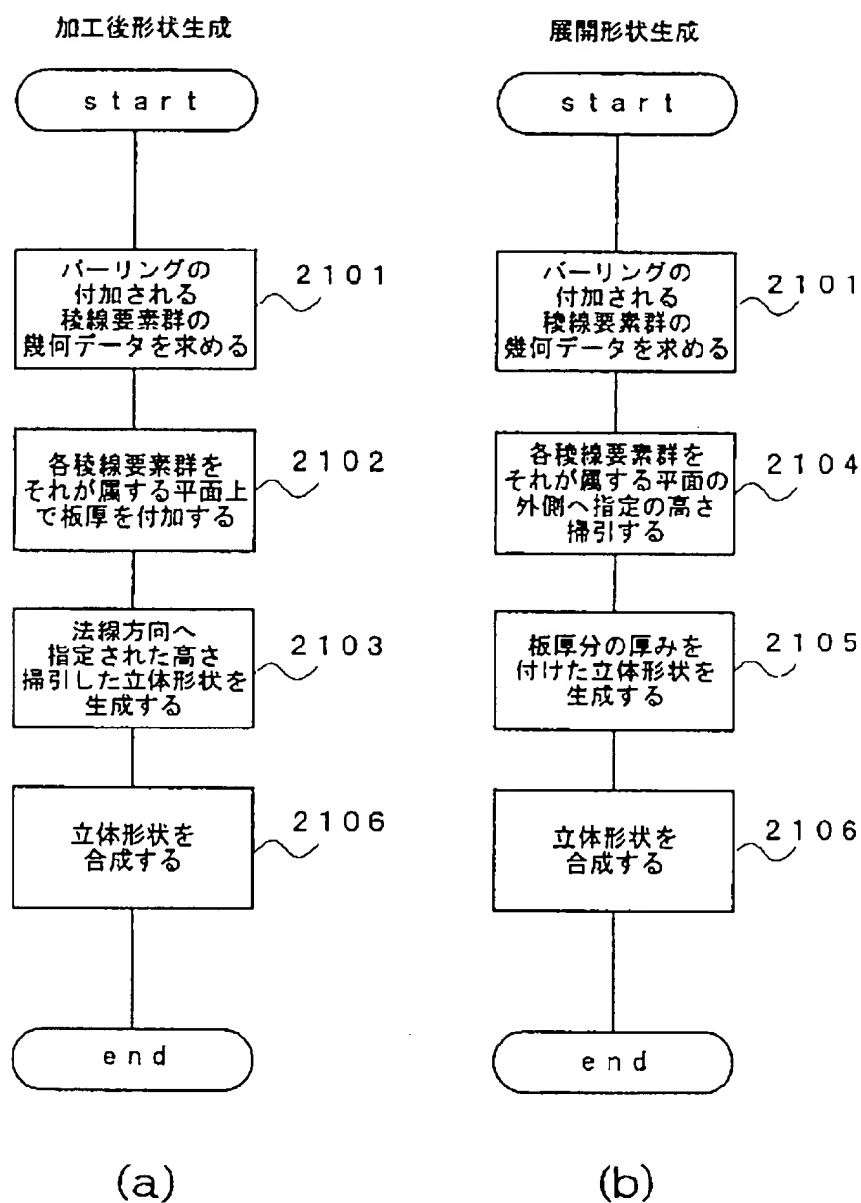 加工後形状生成
start
バーリングの
付加される
稜線要素群の
幾何データを求める
2101
各稜線要素群を
それが属する平面上
で板厚を付加する
2102
法線方向へ
指定された高さ
掃引した立体形状を
生成する
2103
立体形状を
合成する
2106
end
(a)
展開形状生成
start
バーリングの
付加される
稜線要素群の
幾何データを求める
2101
各稜線要素群を
それが属する平面の
外側へ指定の高さ
掃引する
2104
板厚分の厚みを
付けた立体形状を
生成する
2105
立体形状を
合成する
2106
end
(b)